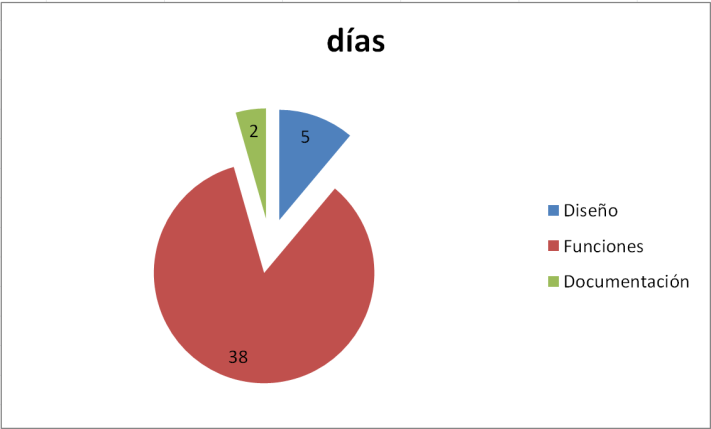 días
2
5
38
Diseño
Funciones
Documentación